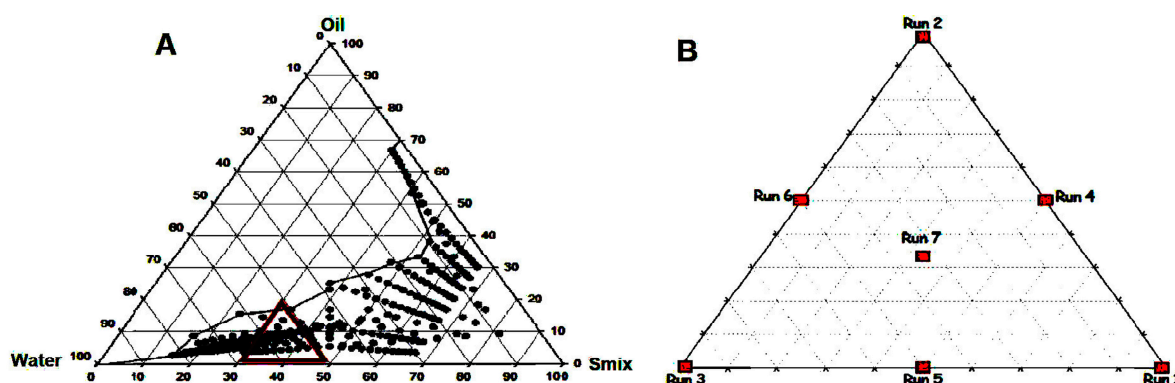 A
Oil
0 100
10 90
20 80
30 70
40 60
50 50
60 40
70 30
80 20
90 10
Water 100 0 Smix
0 10 20 30 40 50 60 70 80 90 100
B
Run 2
Run 6
Run 4
Run 7
Run 3
Run 5
Run